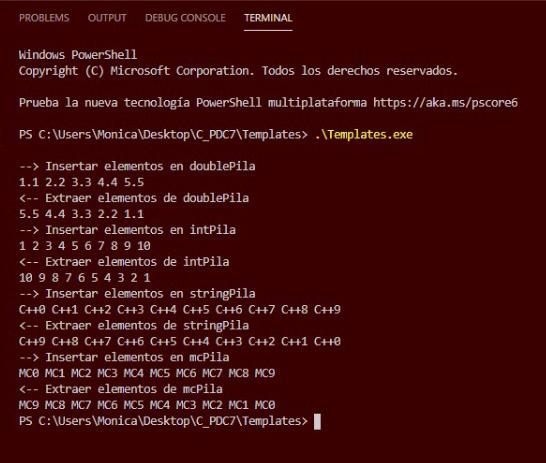 PROBLEMS OUTPUT DEBUG CONSOLE TERMINAL
Windows PowerShell
Copyright (C) Microsoft Corporation. Todos los derechos reservados.
Prueba la nueva tecnología PowerShell multiplataforma https://aka.ms/pscore6
PS C:\Users\Monica\Desktop\C_PDC7\Templates> .\Templates.exe
--> Insertar elementos en doublePila
1.1 2.2 3.3 4.4 5.5
<-- Extraer elementos de doublePila
5.5 4.4 3.3 2.2 1.1
--> Insertar elementos en intPila
1 2 3 4 5 6 7 8 9 10
<-- Extraer elementos de intPila
10 9 8 7 6 5 4 3 2 1
--> Insertar elementos en stringPila
C++0 C++1 C++2 C++3 C++4 C++5 C++6 C++7 C++8 C++9
<-- Extraer elementos de stringPila
C++9 C++8 C++7 C++6 C++5 C++4 C++3 C++2 C++1 C++0
--> Insertar elementos en mcPila
MC0 MC1 MC2 MC3 MC4 MC5 MC6 MC7 MC8 MC9
<-- Extraer elementos de mcPila
MC9 MC8 MC7 MC6 MC5 MC4 MC3 MC2 MC1 MC0
PS C:\Users\Monica\Desktop\C_PDC7\Templates>